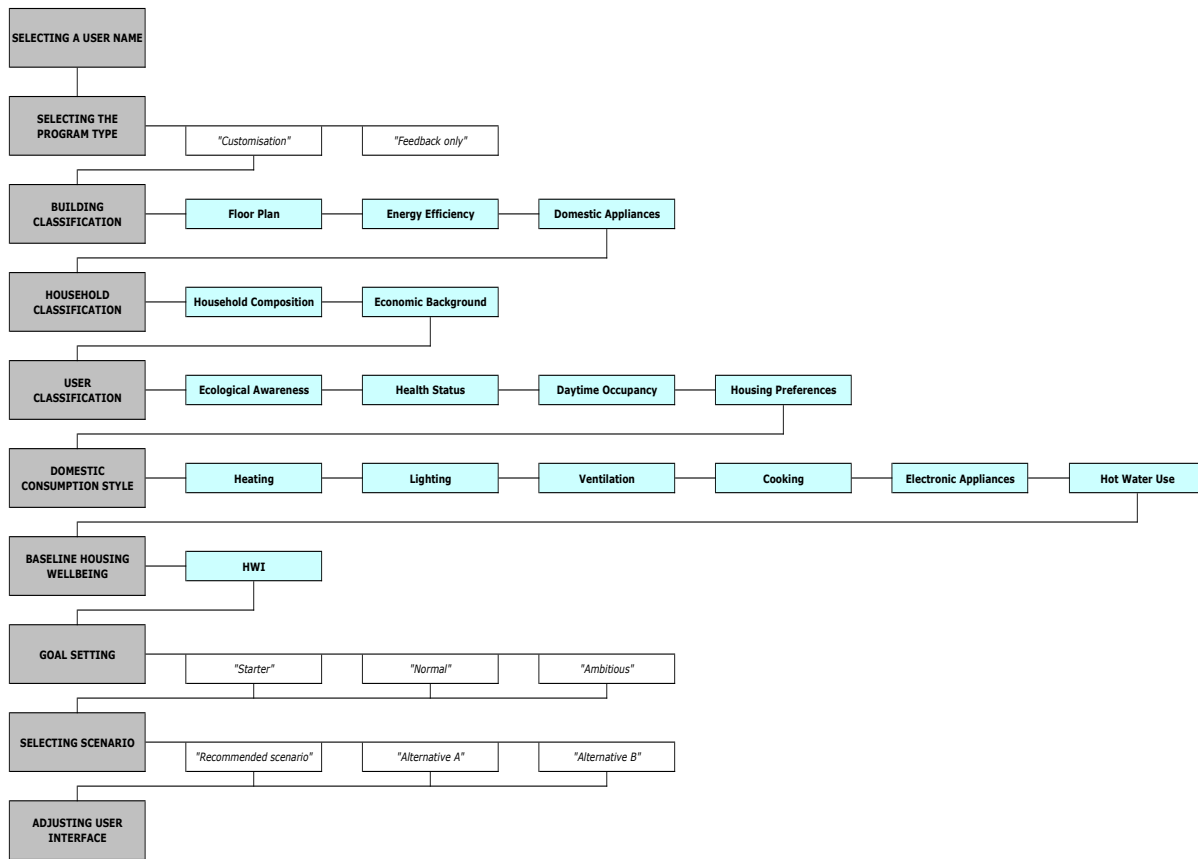 SELECTING A USER NAME
SELECTING THE
PROGRAM TYPE
"Customisation"
"Feedback only"
BUILDING
CLASSIFICATION
Floor Plan
Energy Efficiency
Domestic Appliances
HOUSEHOLD
CLASSIFICATION
Household Composition
Economic Background
USER
CLASSIFICATION
Ecological Awareness
Health Status
Daytime Occupancy
Housing Preferences
DOMESTIC
CONSUMPTION STYLE
Heating
Lighting
Ventilation
Cooking
Electronic Appliances
Hot Water Use
BASELINE HOUSING
WELLBEING
HWI
GOAL SETTING
"Starter"
"Normal"
"Ambitious"
SELECTING SCENARIO
"Recommended scenario"
"Alternative A"
"Alternative B"
ADJUSTING USER
INTERFACE